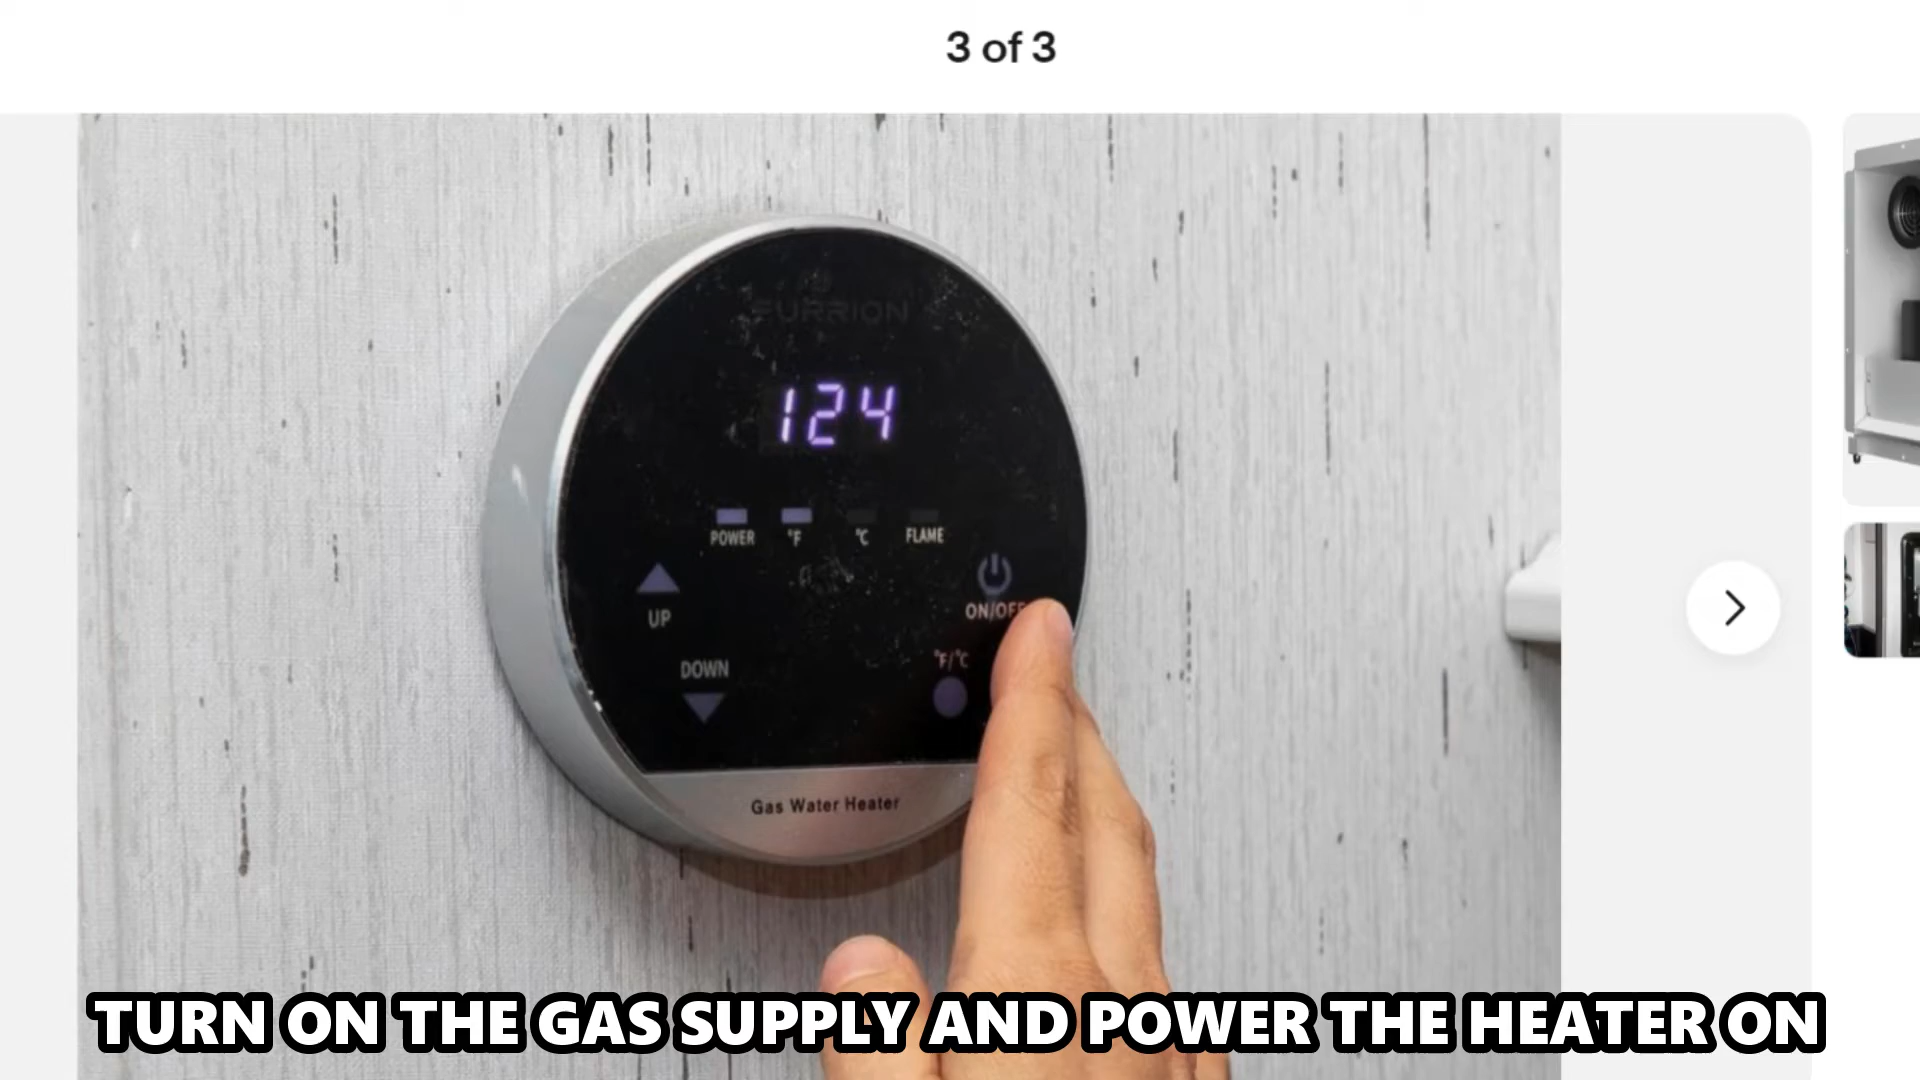 3 of 3
FURRION
124
POWER °F °C FLAME
UP
ON/OFF
DOWN
°F/°C
Gas Water Heater
TURN ON THE GAS SUPPLY AND POWER THE HEATER ON